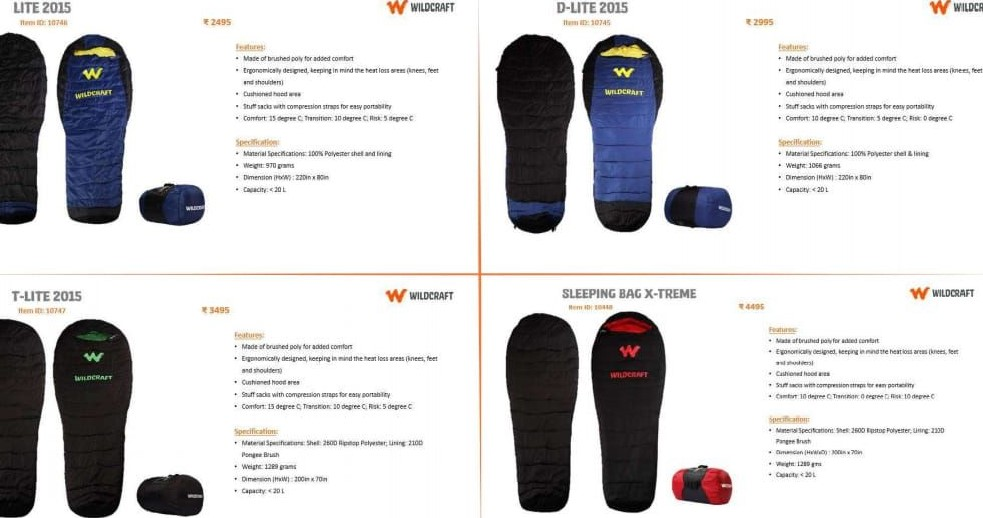 LITE 2015
Item ID: 10746
₹ 2495
WILDCRAFT
WILDCRAFT
Features:
• Made of brushed poly for added comfort
• Ergonomically designed, keeping in mind the heat loss areas (knees, feet
and shoulders)
• Cushioned hood area
• Stuff sacks with compression straps for easy portability
• Comfort: 15 degree C; Transition: 10 degree C; Risk: 5 degree C
Specification:
• Material Specifications: 100% Polyester shell and lining
• Weight: 970 grams
• Dimension (HxW) : 220in x 80in
• Capacity: < 20 L
D-LITE 2015
Item ID: 10745
₹ 2995
WILDCR
WILDCRAFT
Features:
• Made of brushed poly for added comfort
• Ergonomically designed, keeping in mind the heat loss areas (knees, feet
and shoulders)
• Cushioned hood area
• Stuff sacks with compression straps for easy portability
• Comfort: 10 degree C; Transition: 5 degree C; Risk: 0 degree C
Specification:
• Material Specifications: 100% Polyester shell & lining
• Weight: 1066 grams
• Dimension (HxW) : 220in x 80in
• Capacity: < 20 L
T-LITE 2015
Item ID: 10747
₹ 3495
WILDCRAFT
WILDCRAFT
Features:
• Made of brushed poly for added comfort
• Ergonomically designed, keeping in mind the heat loss areas (knees, feet
and shoulders)
• Cushioned hood area
• Stuff sacks with compression straps for easy portability
• Comfort: 15 degree C; Transition: 10 degree C; Risk: 5 degree C
Specification:
• Material Specifications: Shell: 260D Ripstop Polyester; Lining: 210D
Pongee Brush
• Weight: 1289 grams
• Dimension (HxW) : 200in x 70in
• Capacity: < 20 L
SLEEPING BAG X-TREME
Item ID: 10448
₹ 4495
WILDCRAFT
WILDCRAFT
Features:
• Made of brushed poly for added comfort
• Ergonomically designed, keeping in mind the heat loss areas (knees, feet
and shoulders)
• Cushioned hood area
• Stuff sacks with compression straps for easy portability
• Comfort: 10 degree C; Transition: 0 degree C; Risk: 10 degree C
Specification:
• Material Specifications: Shell: 260D Ripstop Polyester; Lining: 210D
Pongee Brush
• Dimension (HxWxD) : 200in x 70in
• Weight: 1289 gms
• Capacity: < 20 L